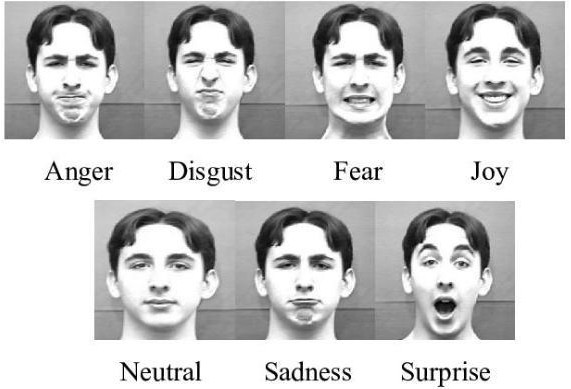 Anger Disgust Fear Joy
Neutral Sadness Surprise